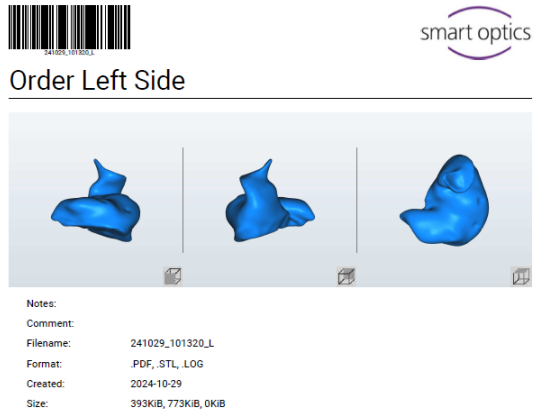 241029_101320_L
smart optics
Order Left Side
Notes:
Comment:
Filename: 241029_101320_L
Format: .PDF, .STL, .LOG
Created: 2024-10-29
Size: 393KiB, 773KiB, 0KiB